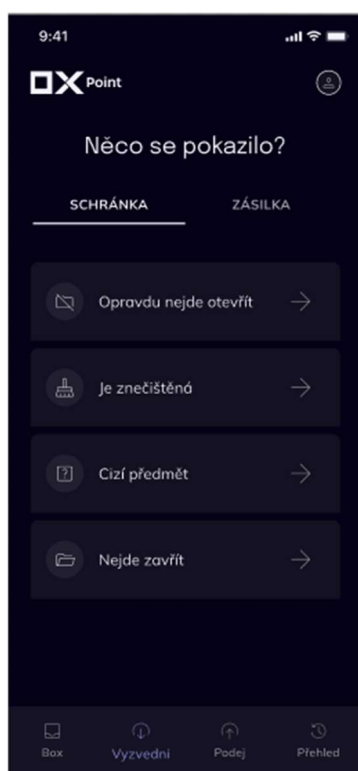 9:41
OX Point
Něco se pokazilo?
SCHRÁNKA ZÁSILKA
Opravdu nejde otevřít
Je znečištěná
Cizí předmět
Nejde zavřít
Box Vyzvedni Podej Přehled